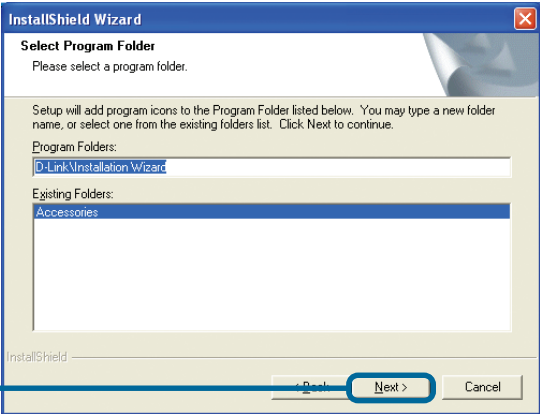 InstallShield Wizard
Select Program Folder
Please select a program folder.
Setup will add program icons to the Program Folder listed below. You may type a new folder
name, or select one from the existing folders list. Click Next to continue.
Program Folders:
D-Link\Installation Wizard
Existing Folders:
Accessories
InstallShield
< Back Next > Cancel